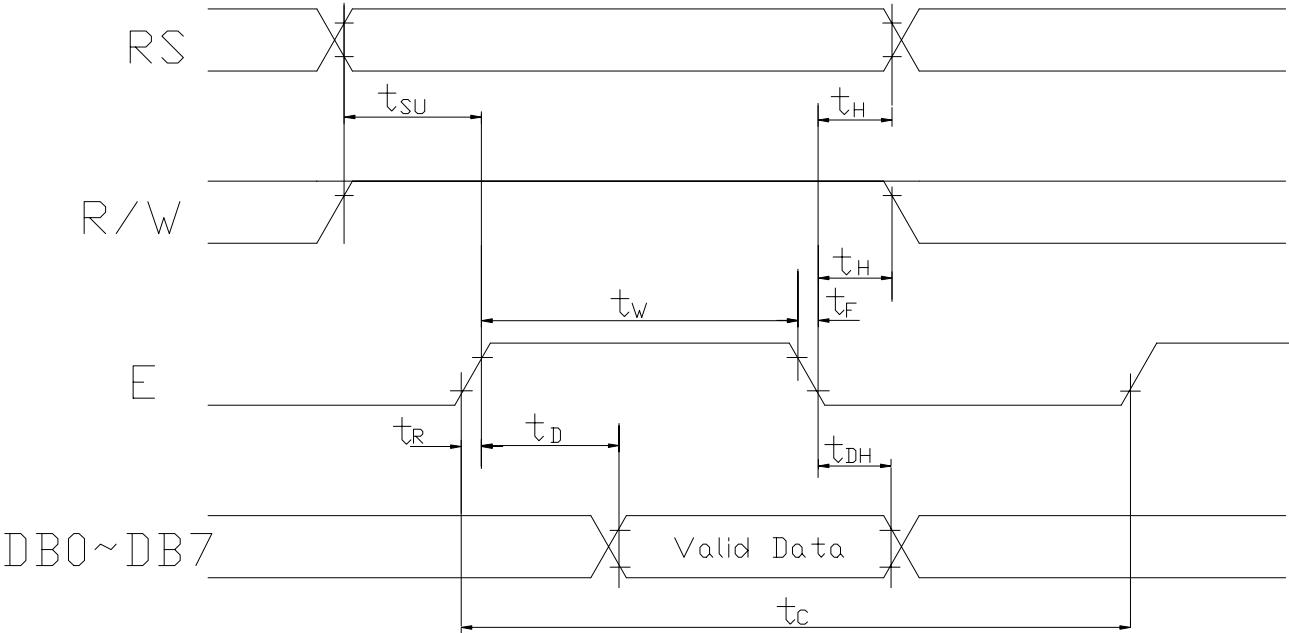 RS
tSU
tH
R/W
tH
tW
tF
E
tR
tD
tDH
DB0~DB7
Valid Data
tC